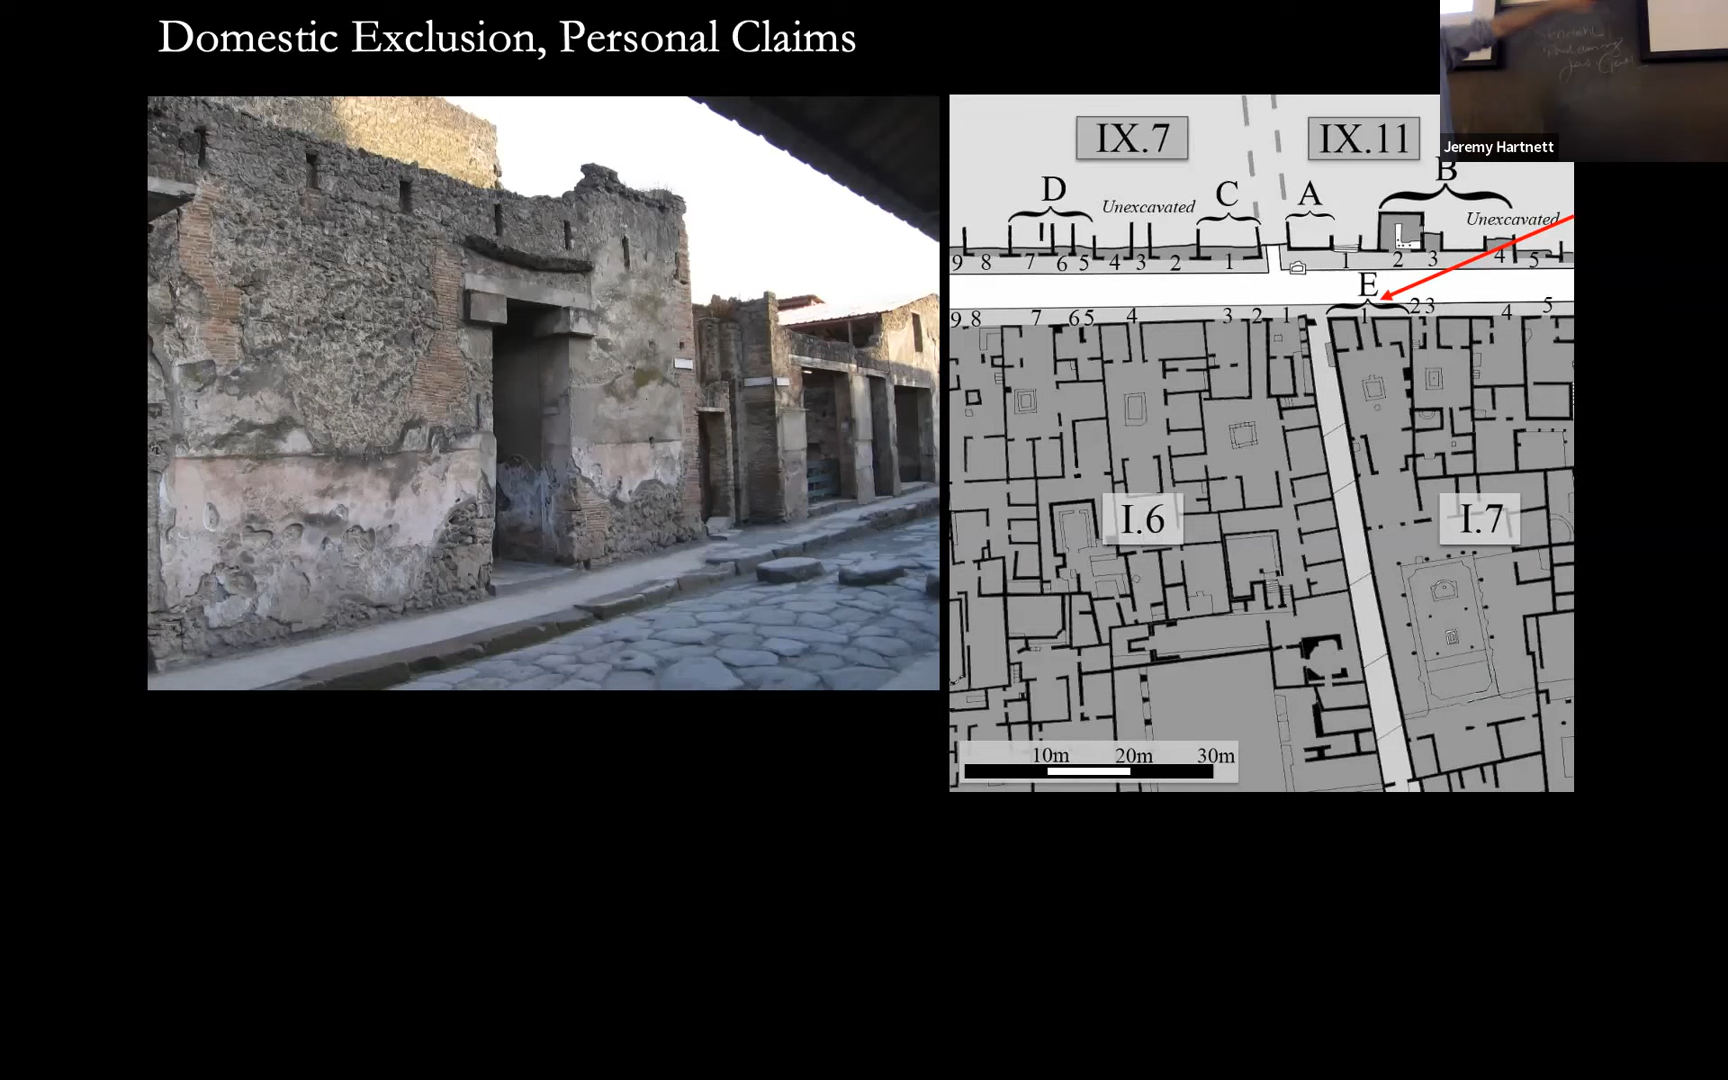 Domestic Exclusion, Personal Claims
Jeremy Hartnett
IX.7
IX.11
B
D
Unexcavated
C
A
Unexcavated
9 8 7 6 5 4 3 2 1 1 2 3 4 5
E
9 8 7 6 5 4 3 2 1 1 2 3 4 5
I.6
I.7
10m 20m 30m